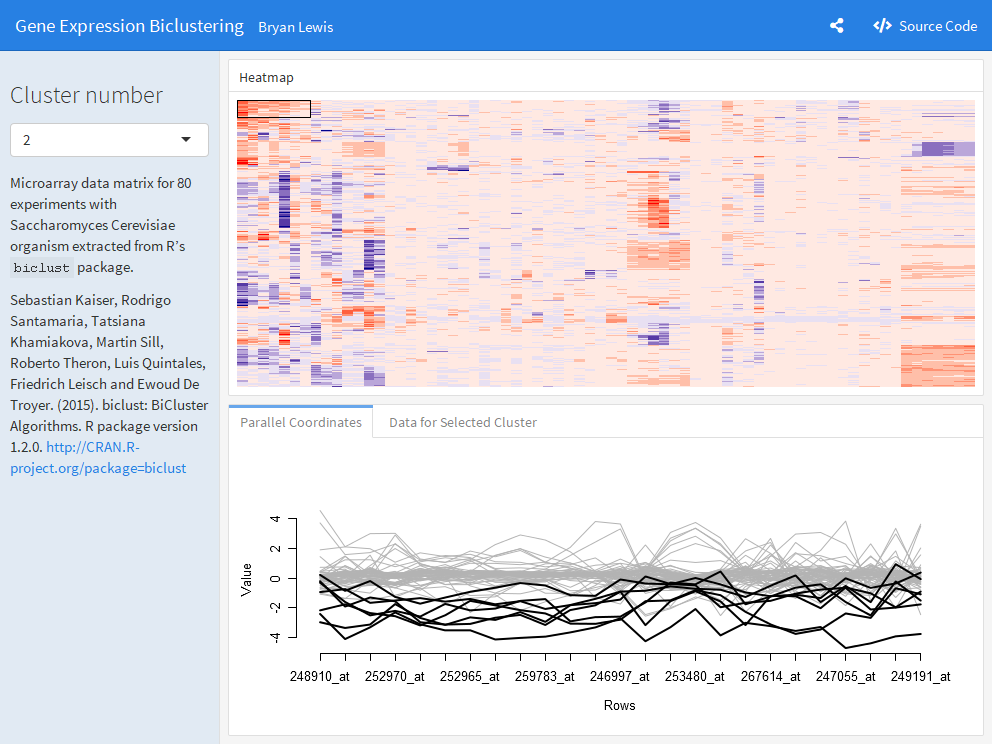 Gene Expression Biclustering Bryan Lewis Source Code
Cluster number
2
Microarray data matrix for 80
experiments with
Saccharomyces Cerevisiae
organism extracted from R's
biclust package.
Sebastian Kaiser, Rodrigo
Santamaria, Tatsiana
Khamiakova, Martin Sill,
Roberto Theron, Luis Quintales,
Friedrich Leisch and Ewoud De
Troyer. (2015). biclust: BiCluster
Algorithms. R package version
1.2.0. http://CRAN.R-
project.org/package=biclust
Heatmap
Parallel Coordinates Data for Selected Cluster
Value
4
2
0
-2
-4
248910_at 252970_at 252965_at 259783_at 246997_at 253480_at 267614_at 247055_at 249191_at
Rows